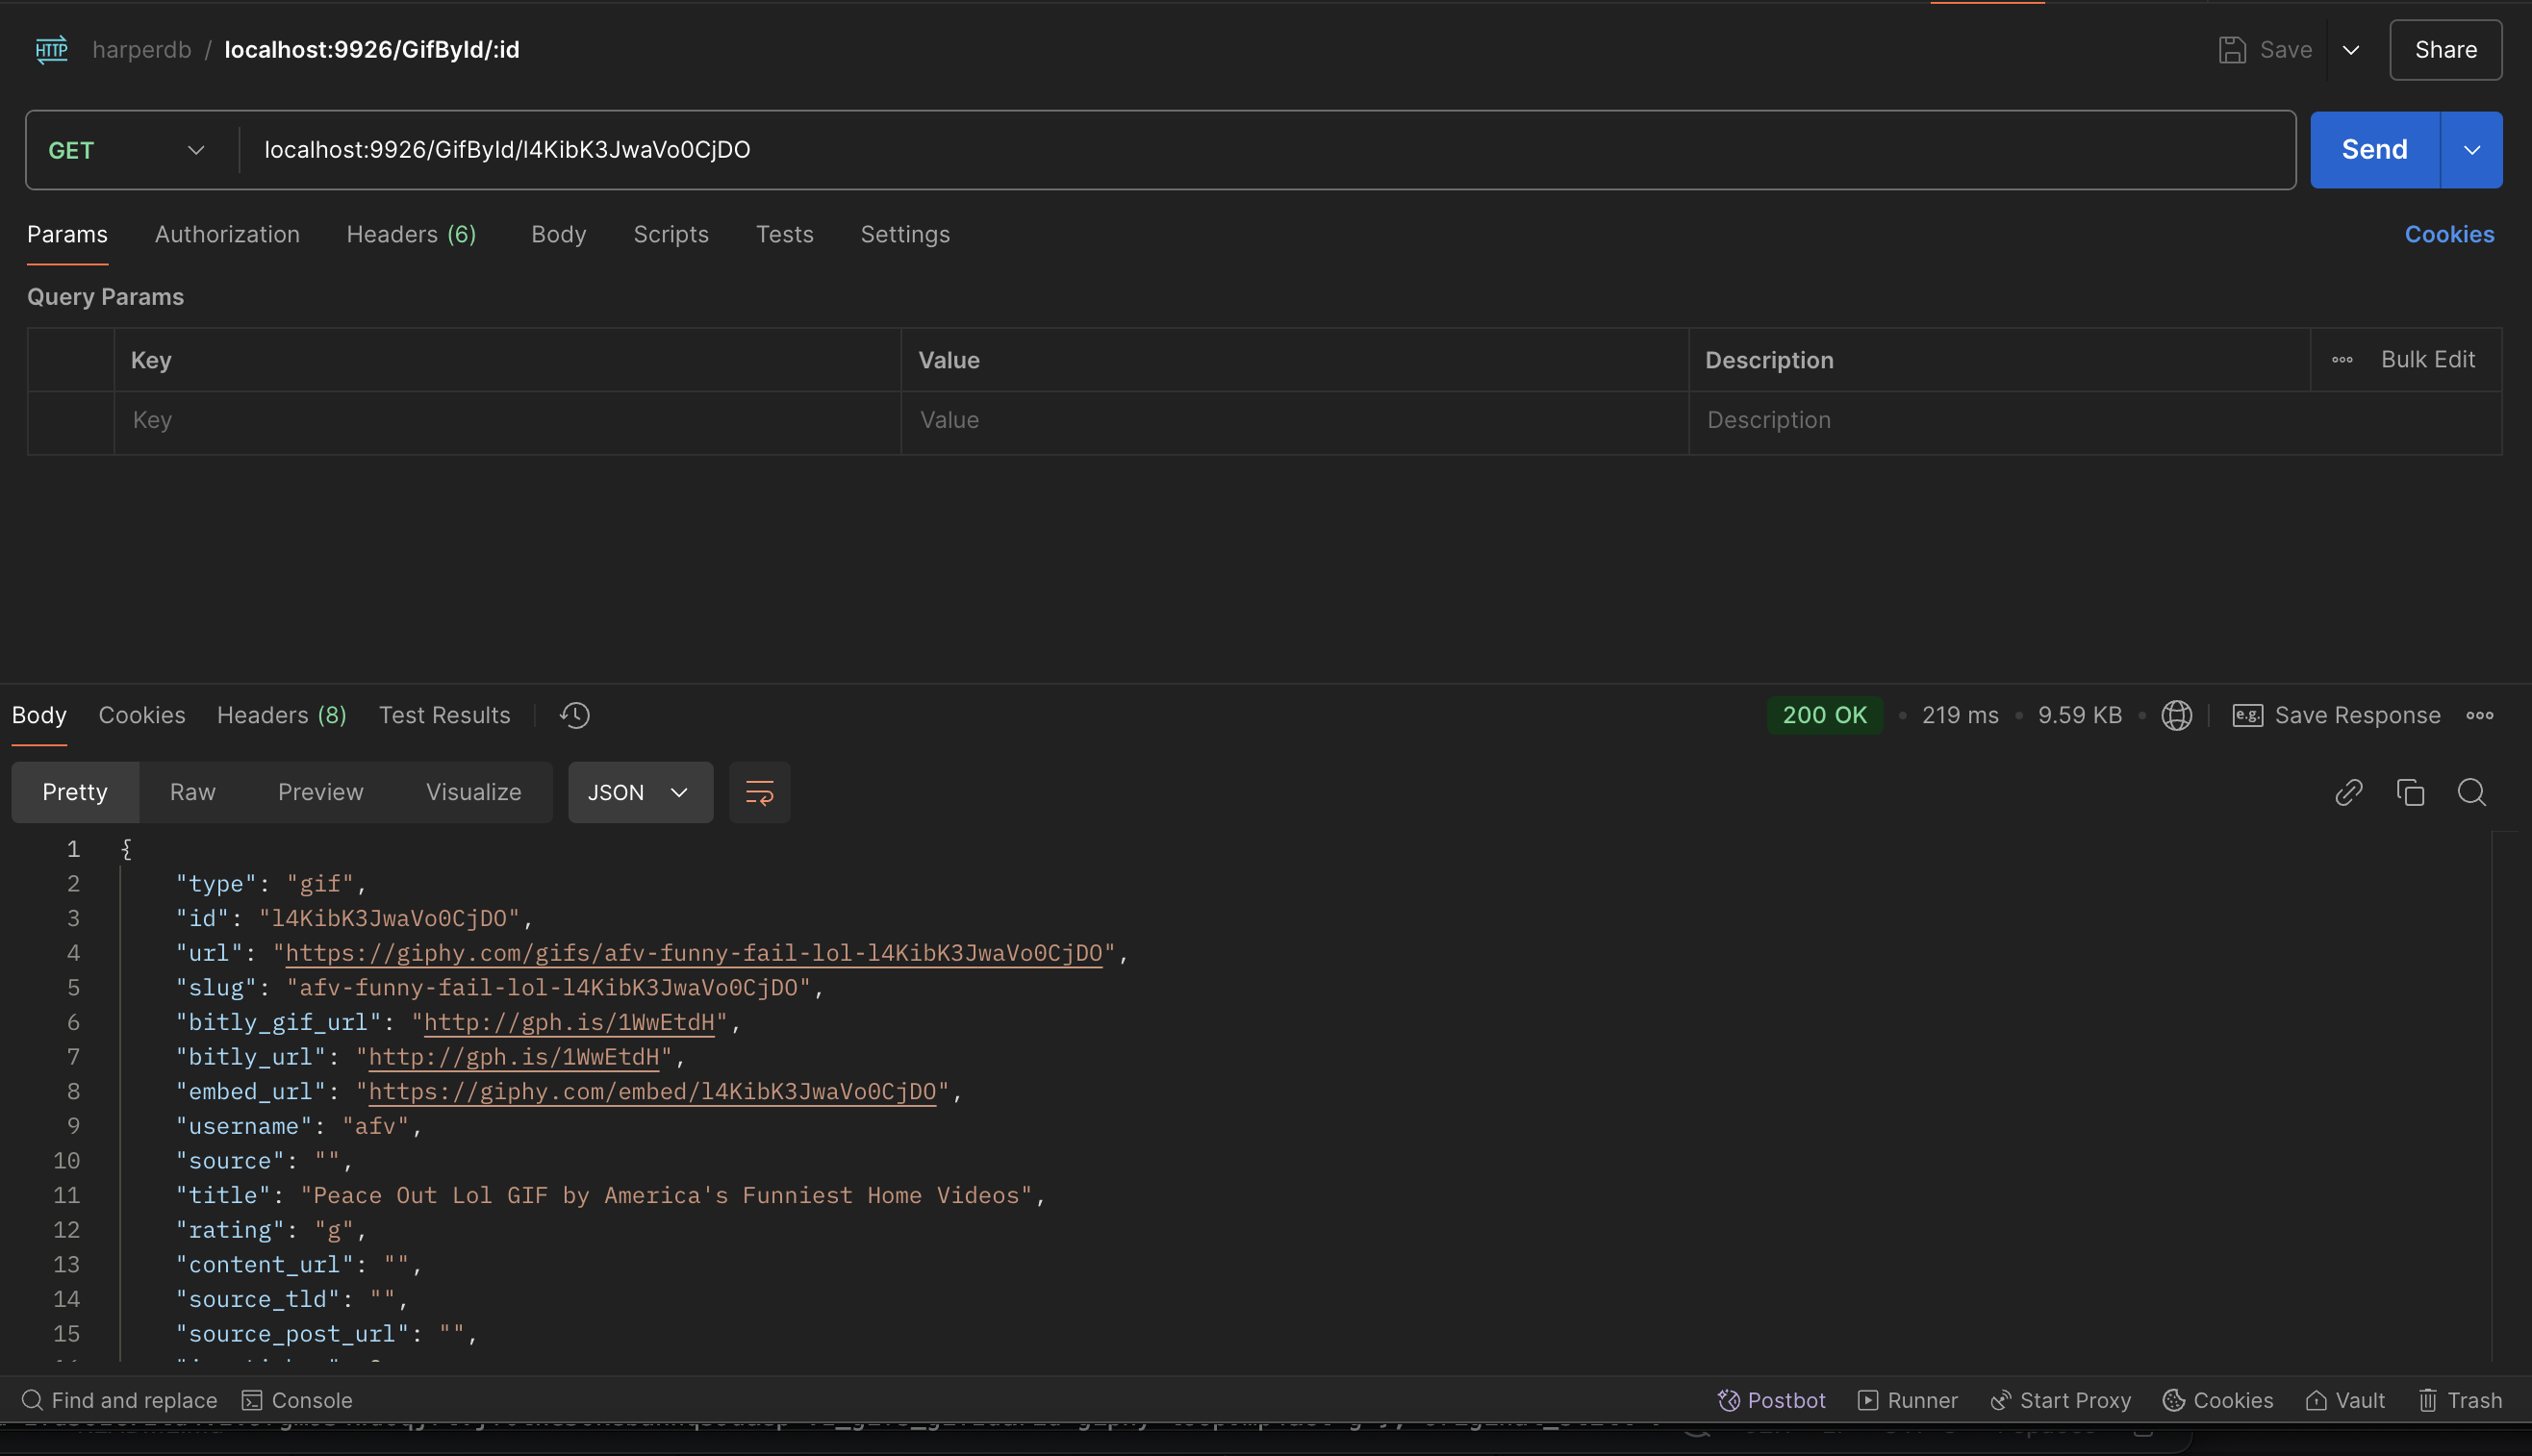 HTTP harperdb / localhost:9926/GifById/:id Save Share
GET localhost:9926/GifById/l4KibK3JwaVo0CjDO Send
Params Authorization Headers (6) Body Scripts Tests Settings Cookies
Query Params
Key Value Description ooo Bulk Edit
Key Value Description
Body Cookies Headers (8) Test Results 200 OK • 219 ms • 9.59 KB • e.g. Save Response ooo
Pretty Raw Preview Visualize JSON
1 {
2 "type": "gif",
3 "id": "l4KibK3JwaVo0CjDO",
4 "url": "https://giphy.com/gifs/afv-funny-fail-lol-l4KibK3JwaVo0CjDO",
5 "slug": "afv-funny-fail-lol-l4KibK3JwaVo0CjDO",
6 "bitly_gif_url": "http://gph.is/1WwEtdH",
7 "bitly_url": "http://gph.is/1WwEtdH",
8 "embed_url": "https://giphy.com/embed/l4KibK3JwaVo0CjDO",
9 "username": "afv",
10 "source": "",
11 "title": "Peace Out Lol GIF by America's Funniest Home Videos",
12 "rating": "g",
13 "content_url": "",
14 "source_tld": "",
15 "source_post_url": "",
Find and replace Console Postbot Runner Start Proxy Cookies Vault Trash